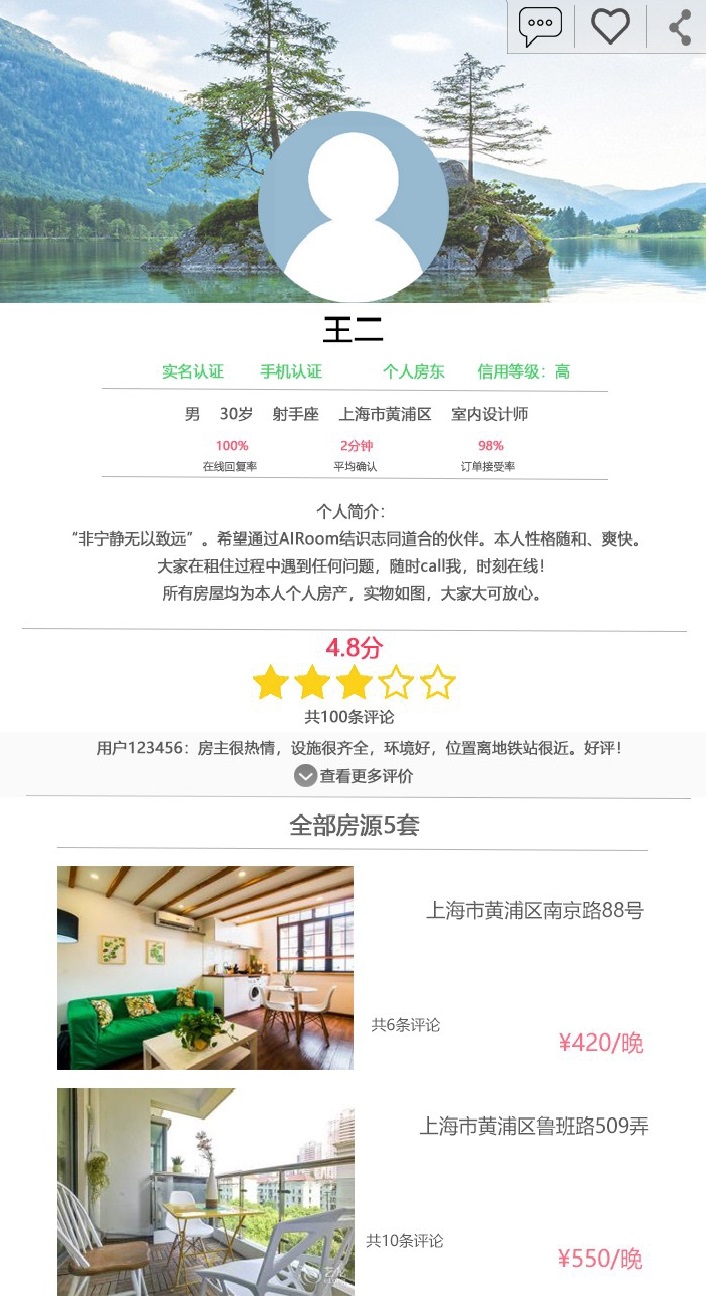 王二
实名认证 手机认证 个人房东 信用等级：高
男 30岁 射手座 上海市黄浦区 室内设计师
100% 2分钟 98%
在线回复率 平均确认 订单接受率
个人简介：
“非宁静无以致远”。希望通过AIRoom结识志同道合的伙伴。本人性格随和、爽快。
大家在租住过程中遇到任何问题，随时call我，时刻在线！
所有房屋均为本人个人房产，实物如图，大家大可放心。
4.8分
共100条评论
用户123456：房主很热情，设施很齐全，环境好，位置离地铁站很近。好评！
查看更多评价
全部房源5套
上海市黄浦区南京路88号
共6条评论
¥420/晚
上海市黄浦区鲁班路509弄
共10条评论
¥550/晚